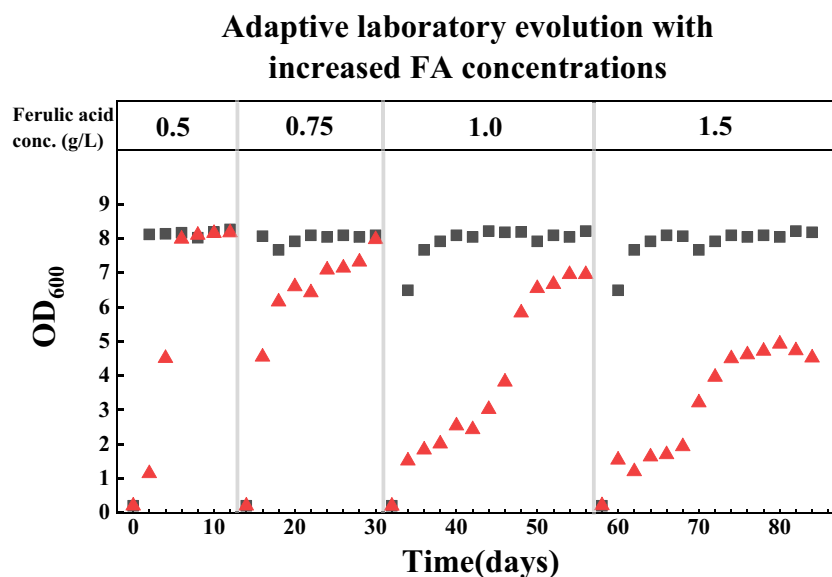 Adaptive laboratory evolution with
increased FA concentrations
Ferulic acid
conc. (g/L)
0.5
0.75
1.0
1.5
9
8
7
6
5
4
3
2
1
0
OD600
0 10 20 30 40 50 60 70 80
Time(days)